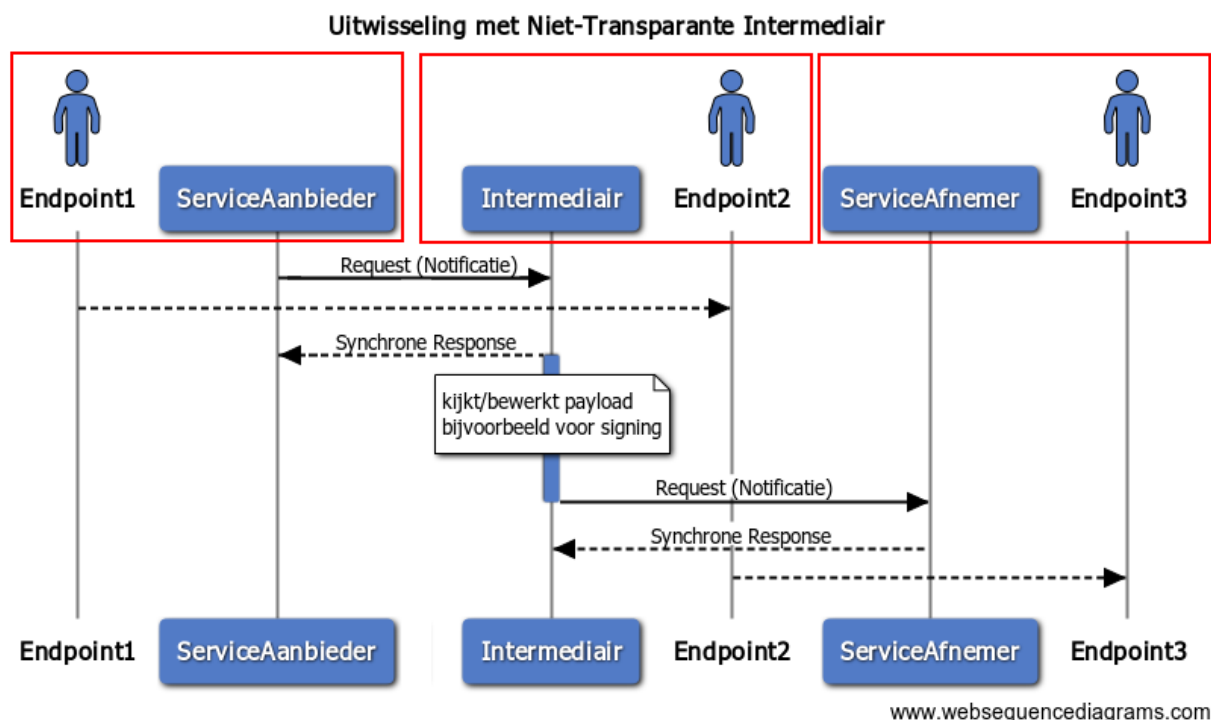 Uitwisseling met Niet-Transparante Intermediair
Endpoint1
ServiceAanbieder
Intermediair
Endpoint2
ServiceAfnemer
Endpoint3
Request (Notificatie)
Synchrone Response
kijkt/bewerkt payload
bijvoorbeeld voor signing
Request (Notificatie)
Synchrone Response
Endpoint1
ServiceAanbieder
Intermediair
Endpoint2
ServiceAfnemer
Endpoint3
www.websequencediagrams.com